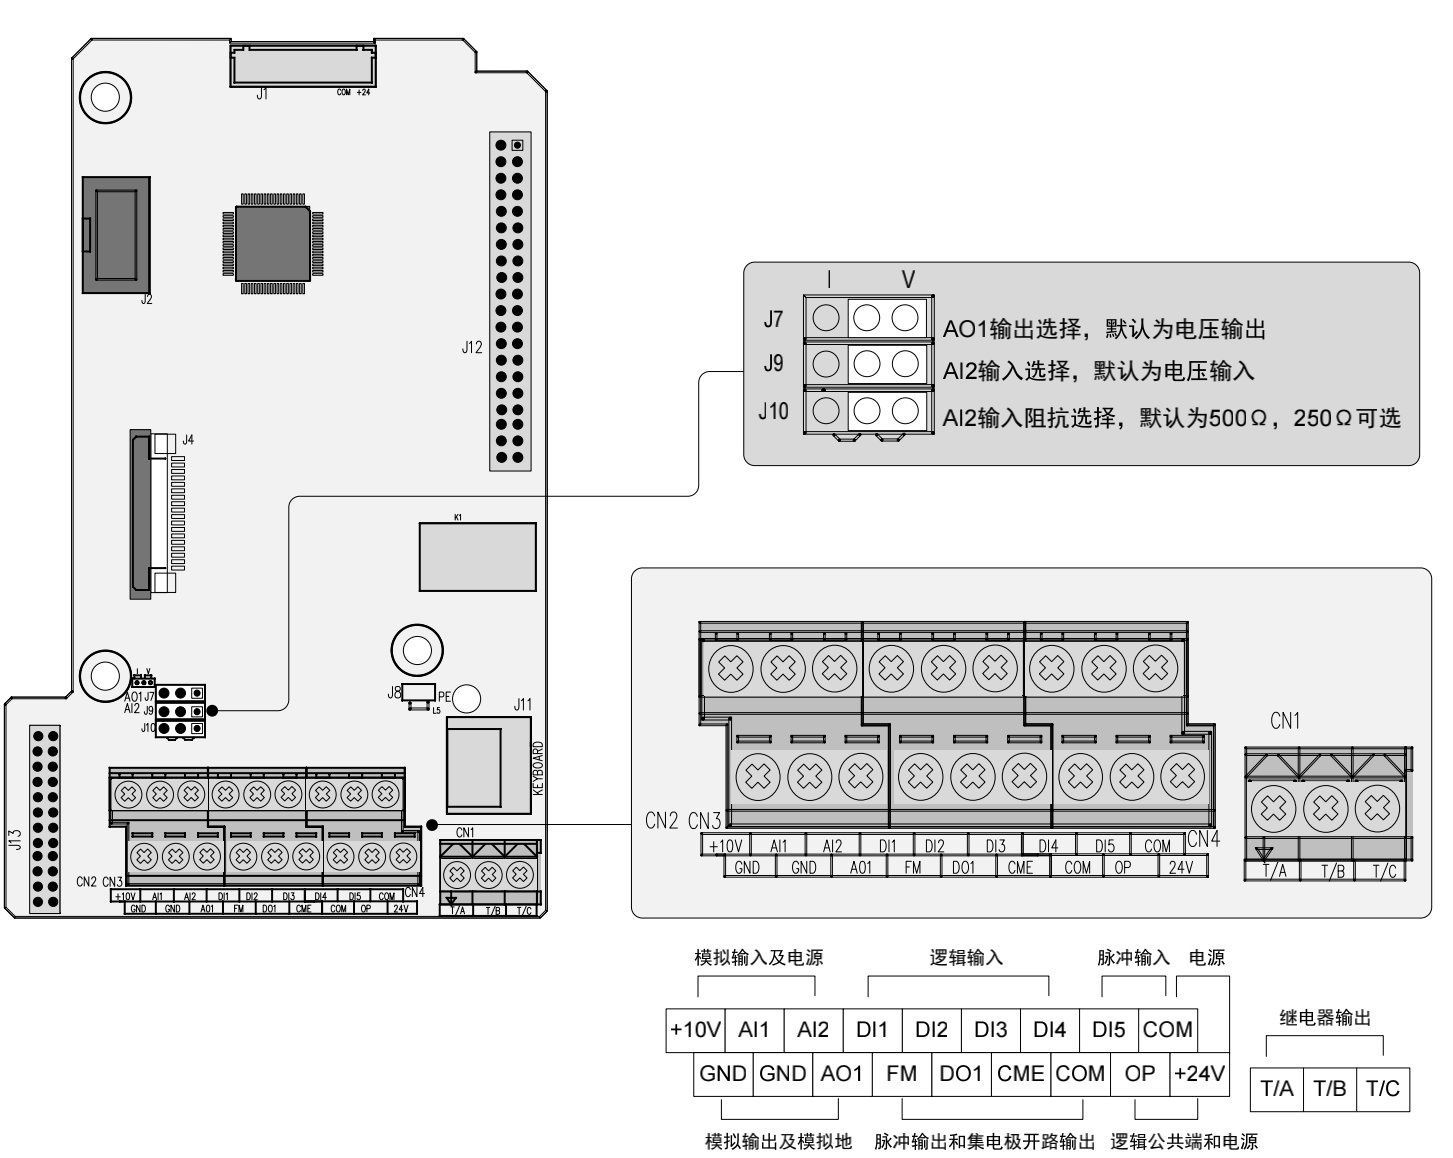 J1
COM +24
J2
J12
J4
K1
I V
AO1 J7
AI2 J9
J10
J8
PE
L5
J11
KEYBOARD
J13
CN1
CN2 CN3
CN4
+10V AI1 AI2 DI1 DI2 DI3 DI4 DI5 COM
GND GND AO1 FM DO1 CME COM OP 24V
T/A T/B T/C
I V
J7 AO1输出选择，默认为电压输出
J9 AI2输入选择，默认为电压输入
J10 AI2输入阻抗选择，默认为500Ω，250Ω可选
CN1
CN2 CN3
CN4
+10V AI1 AI2 DI1 DI2 DI3 DI4 DI5 COM
GND GND AO1 FM DO1 CME COM OP 24V
T/A T/B T/C
模拟输入及电源 逻辑输入 脉冲输入 电源
+10V AI1 AI2 DI1 DI2 DI3 DI4 DI5 COM
GND GND AO1 FM DO1 CME COM OP +24V
模拟输出及模拟地 脉冲输出和集电极开路输出 逻辑公共端和电源
继电器输出
T/A T/B T/C